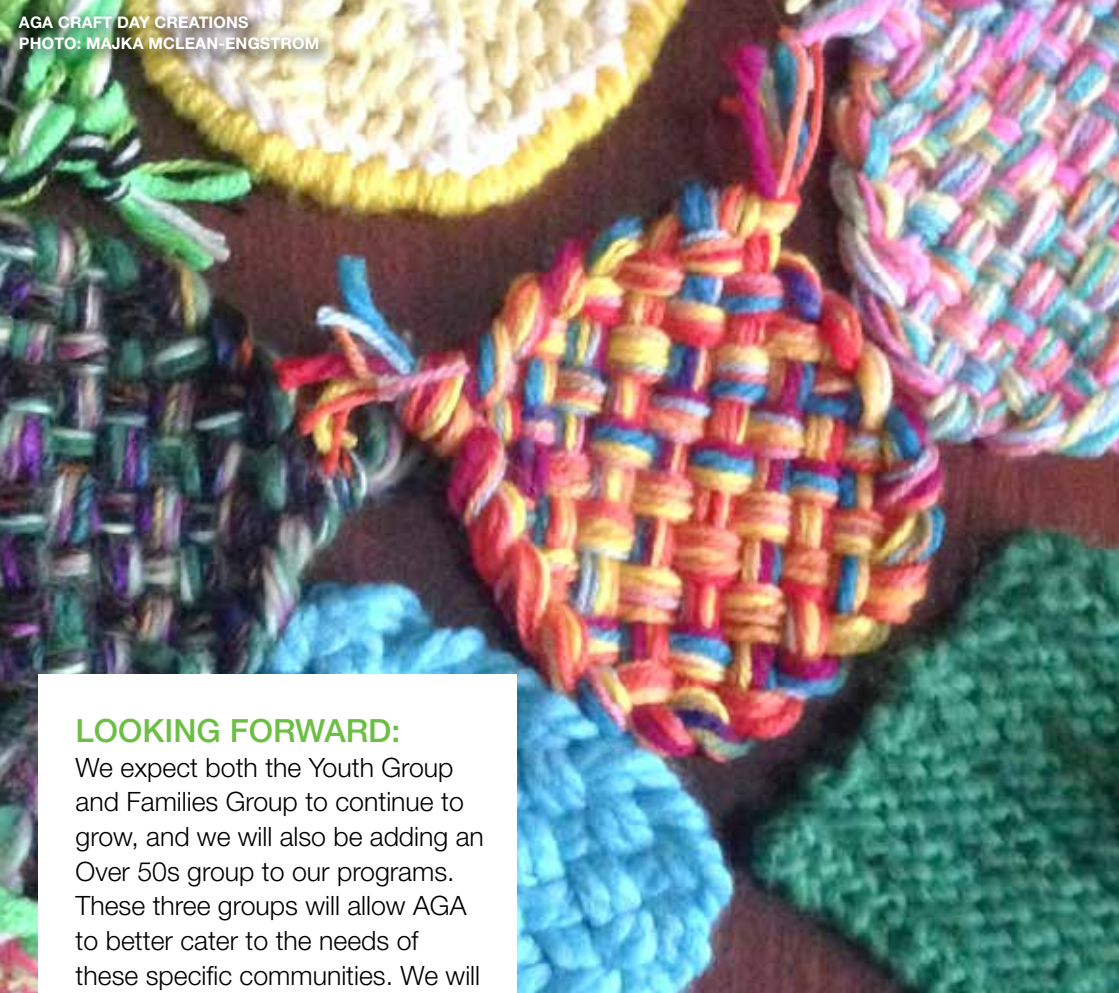 AGA CRAFT DAY CREATIONS
PHOTO: MAJKA MCLEAN-ENGSTROM
LOOKING FORWARD:
We expect both the Youth Group
and Families Group to continue to
grow, and we will also be adding an
Over 50s group to our programs.
These three groups will allow AGA
to better cater to the needs of
these specific communities. We will